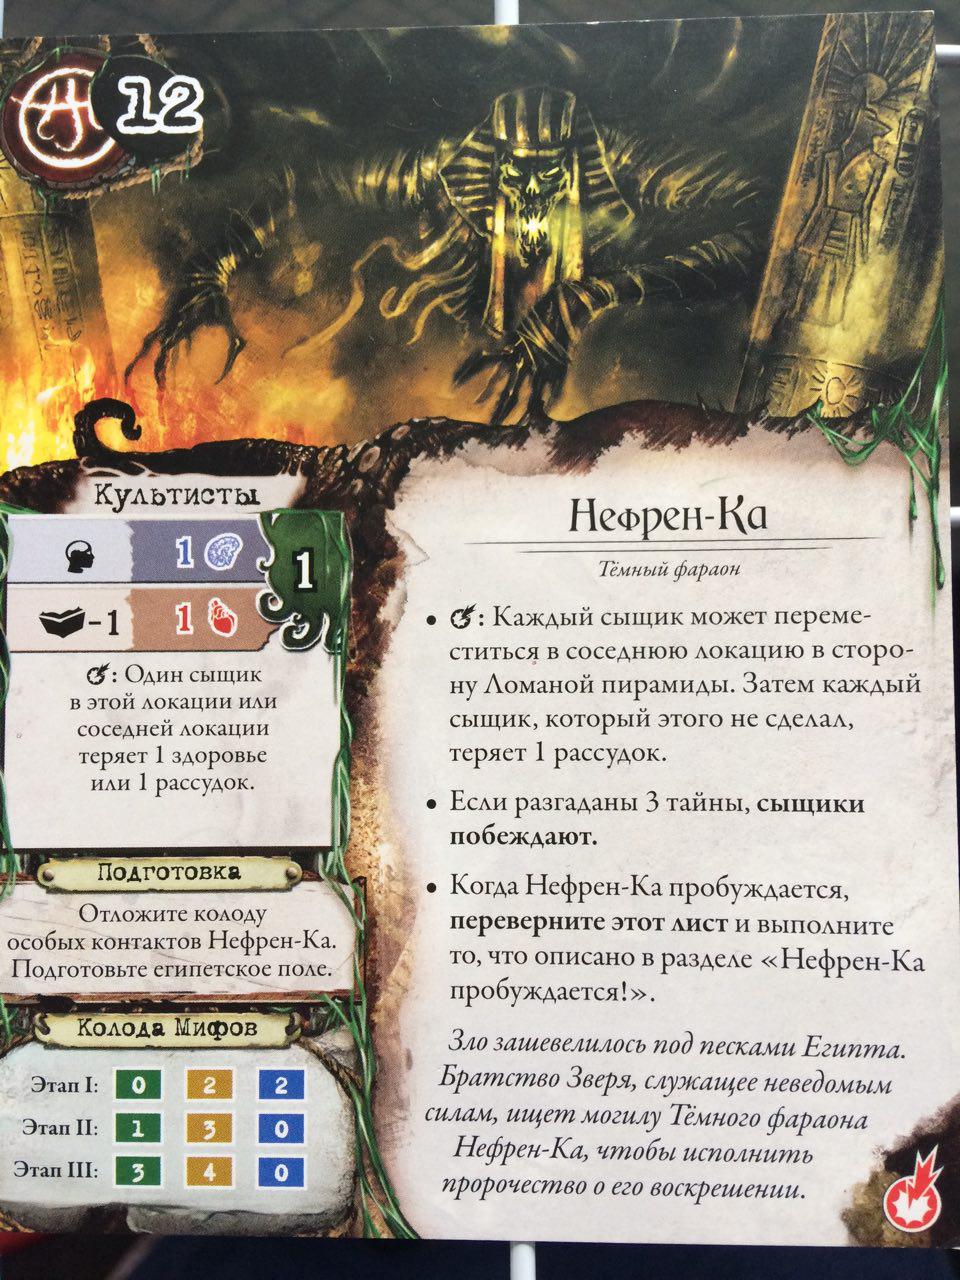 12
Культисты
1
1
-1 1
: Один сыщик
в этой локации или
соседней локации
теряет 1 здоровье
или 1 рассудок.
Подготовка
Отложите колоду
особых контактов Нефрен-Ка.
Подготовьте египетское поле.
Колода Мифов
Этап I: 0 2 2
Этап II: 1 3 0
Этап III: 3 4 0
Нефрен-Ка
Тёмный фараон
• : Каждый сыщик может переме-
ститься в соседнюю локацию в сторо-
ну Ломаной пирамиды. Затем каждый
сыщик, который этого не сделал,
теряет 1 рассудок.
• Если разгаданы 3 тайны, сыщики
побеждают.
• Когда Нефрен-Ка пробуждается,
переверните этот лист и выполните
то, что описано в разделе «Нефрен-Ка
пробуждается!».
Зло зашевелилось под песками Египта.
Братство Зверя, служащее неведомым
силам, ищет могилу Тёмного фараона
Нефрен-Ка, чтобы исполнить
пророчество о его воскрешении.